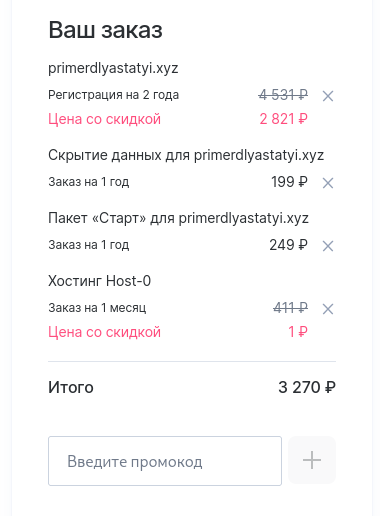 Ваш заказ
primerdlyastatyi.xyz
Регистрация на 2 года 4 531 ₽
Цена со скидкой 2 821 ₽
Скрытие данных для primerdlyastatyi.xyz
Заказ на 1 год 199 ₽
Пакет «Старт» для primerdlyastatyi.xyz
Заказ на 1 год 249 ₽
Хостинг Host-0
Заказ на 1 месяц 411 ₽
Цена со скидкой 1 ₽
Итого 3 270 ₽
Введите промокод